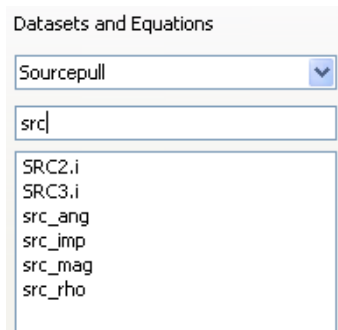 Datasets and Equations
Sourcepull
src
SRC2.i
SRC3.i
src_ang
src_imp
src_mag
src_rho